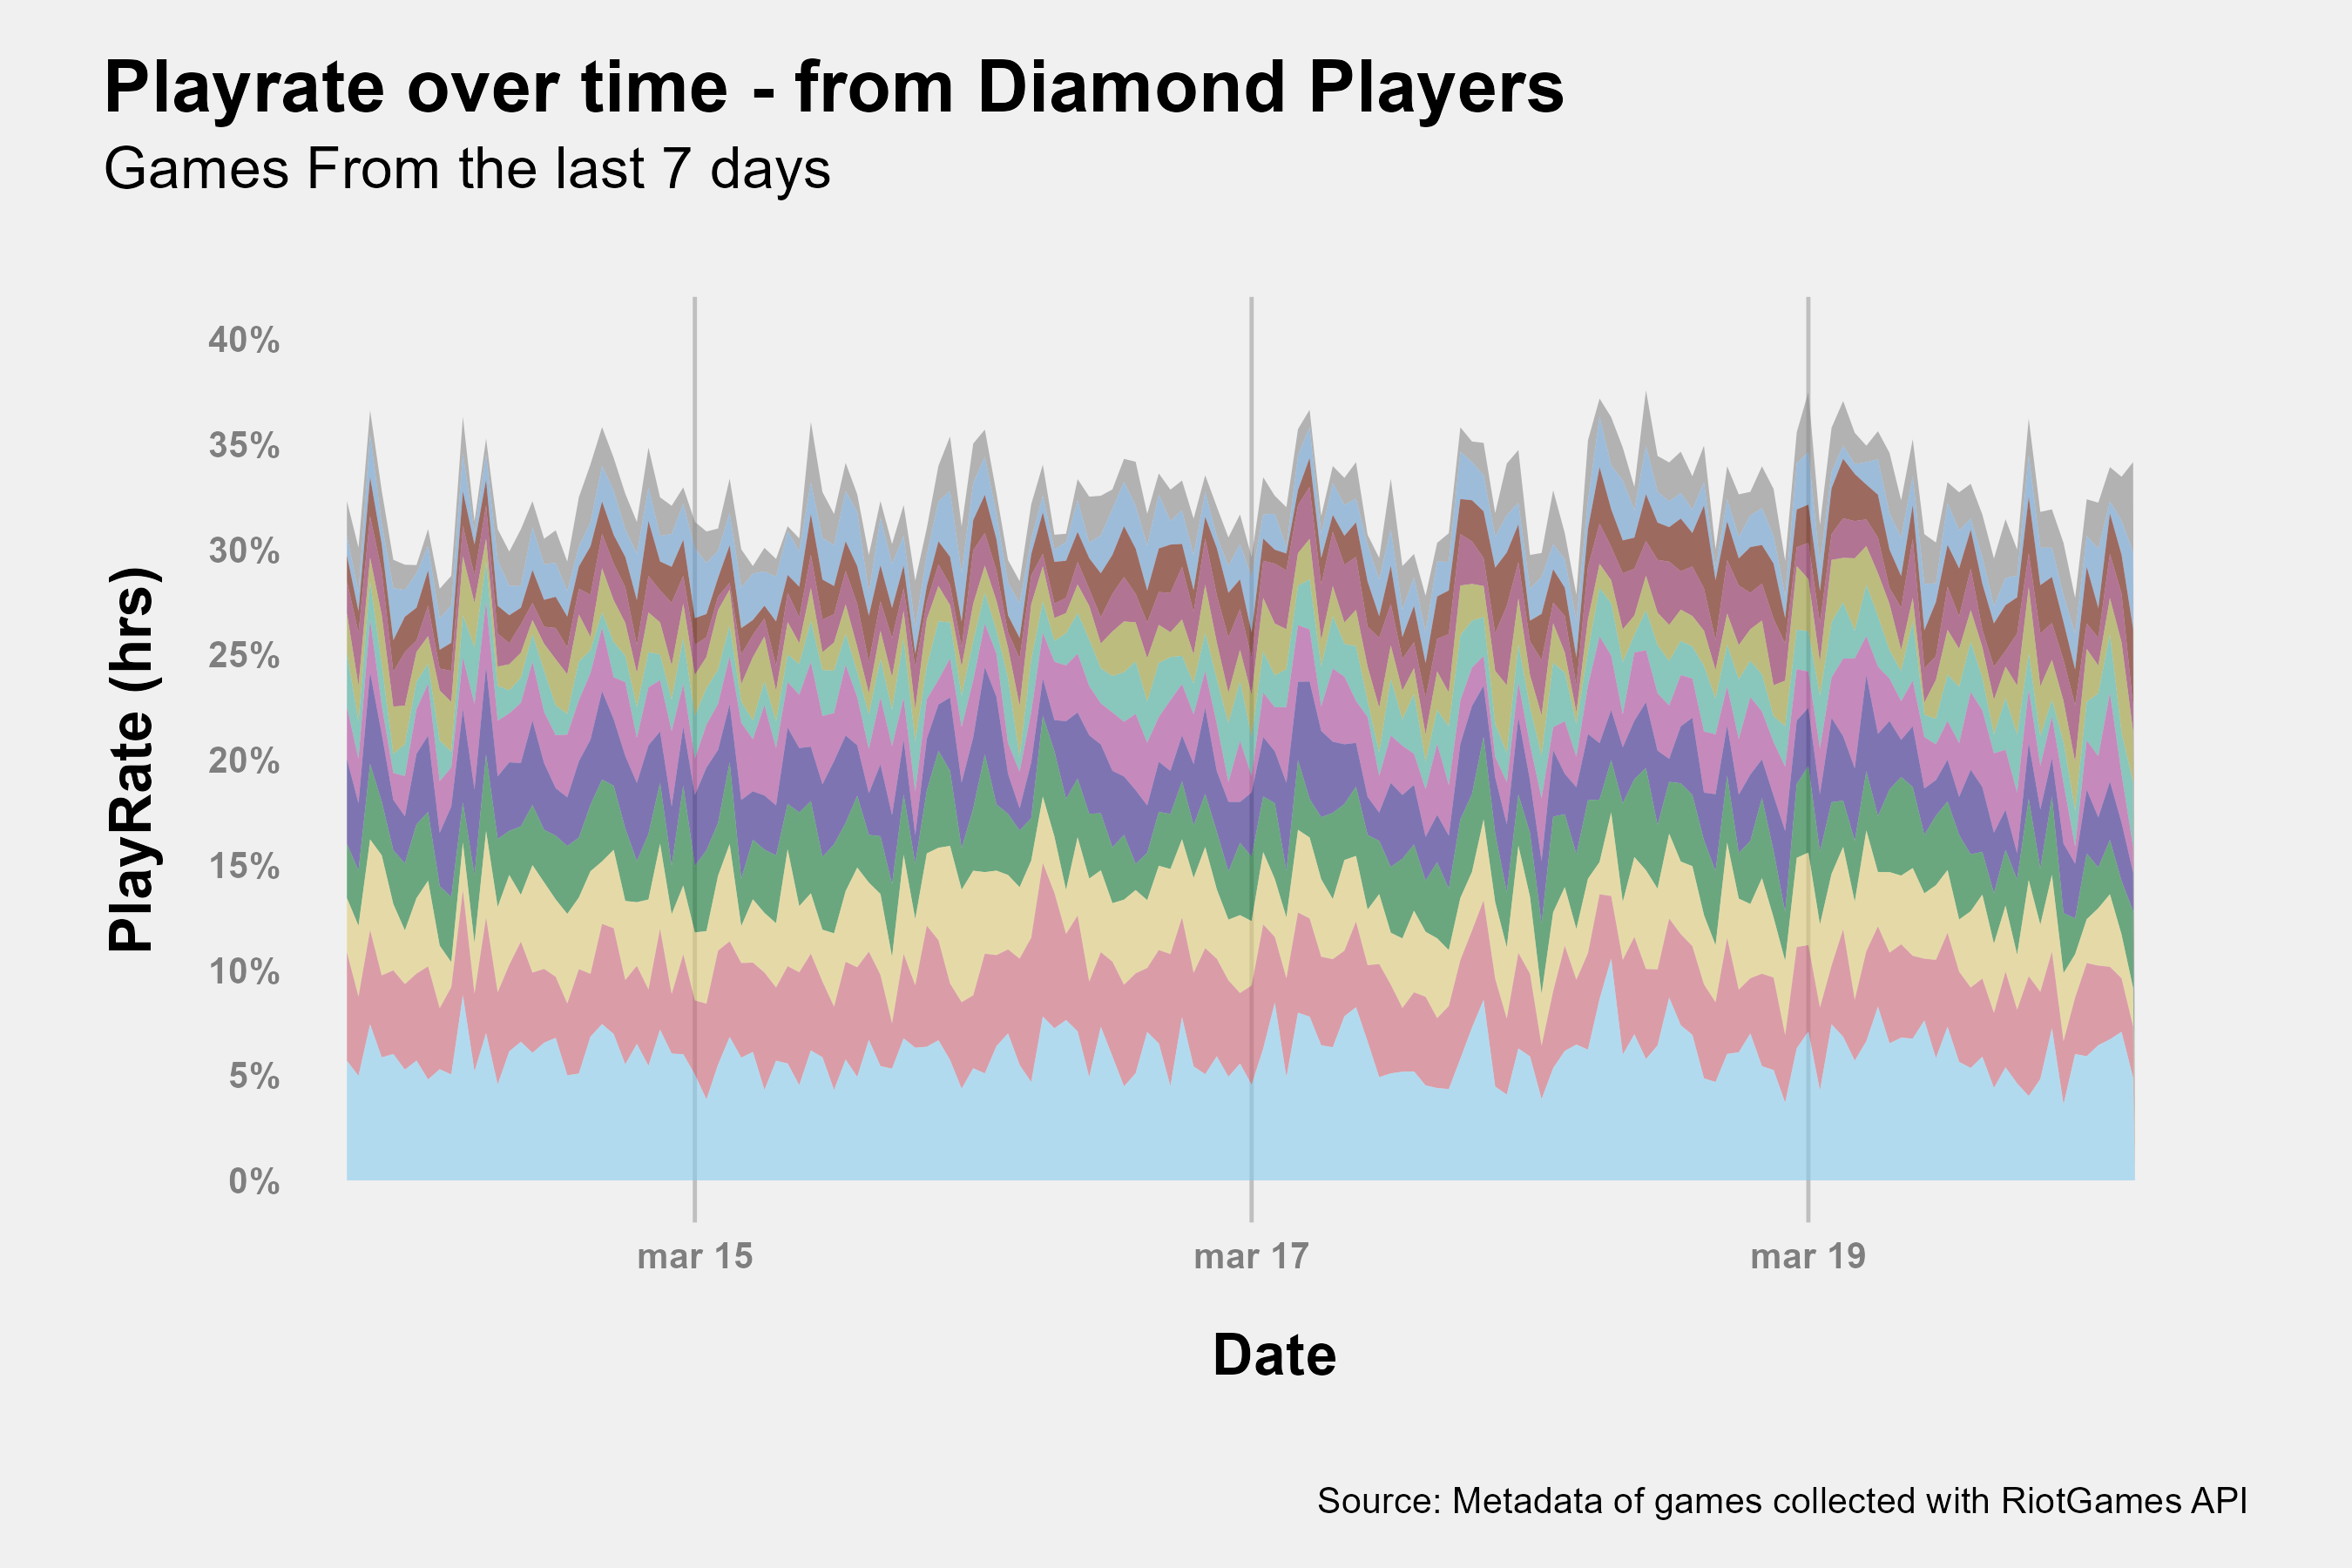 Playrate over time - from Diamond Players
Games From the last 7 days
PlayRate (hrs)
40%
35%
30%
25%
20%
15%
10%
5%
0%
mar 15
mar 17
mar 19
Date
Source: Metadata of games collected with RiotGames API